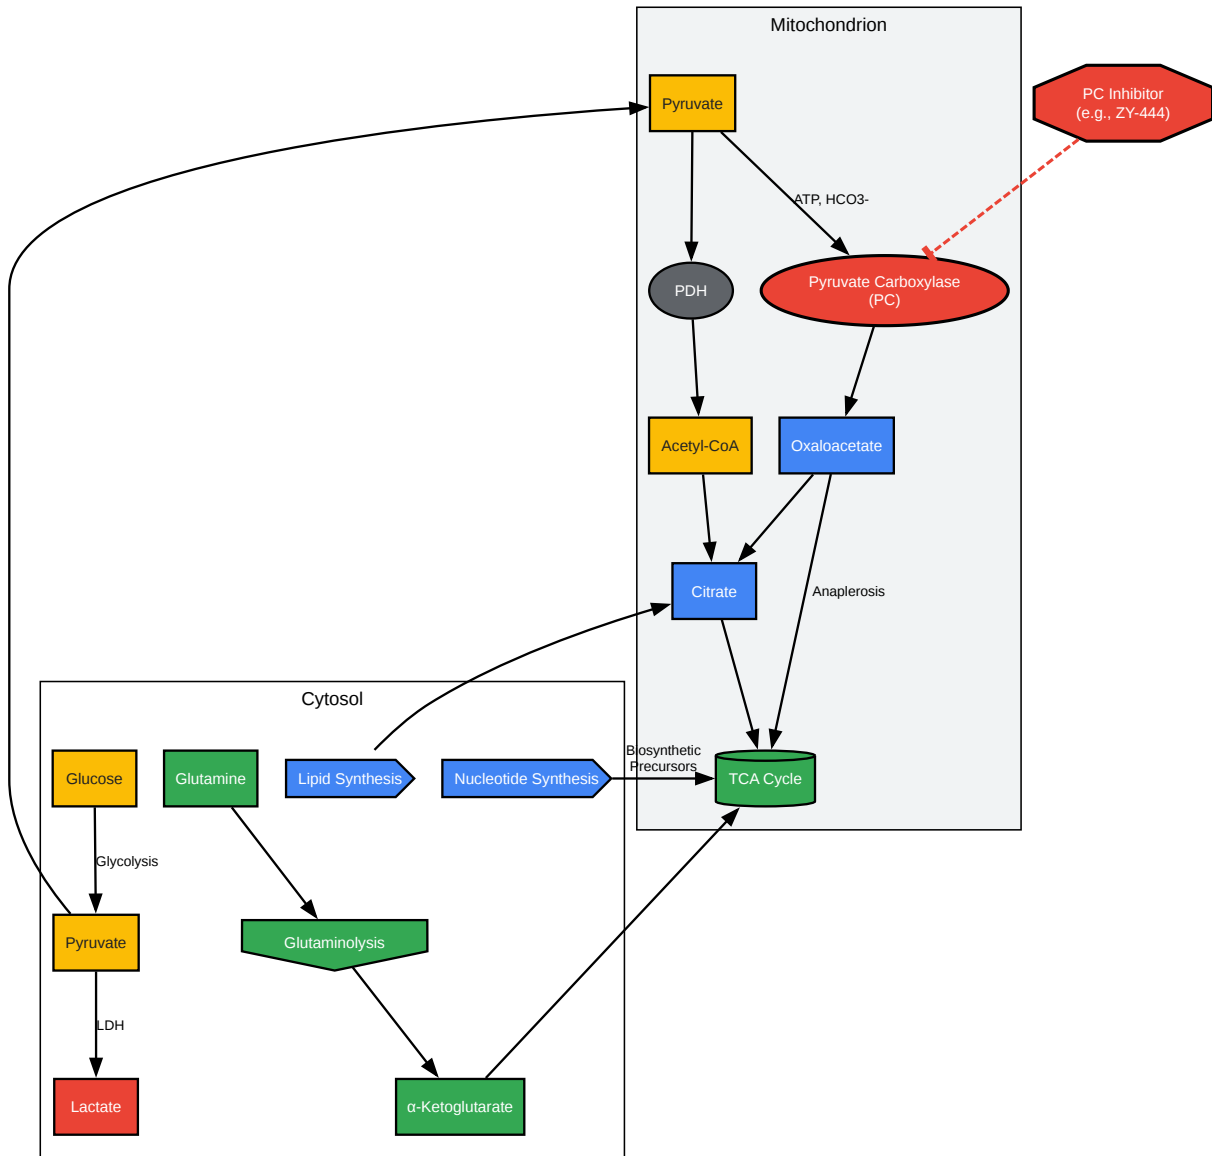 Mitochondrion
Pyruvate
PC Inhibitor
(e.g., ZY-444)
ATP, HCO3-
PDH
Pyruvate Carboxylase
(PC)
Acetyl-CoA
Oxaloacetate
Citrate
Anaplerosis
Cytosol
Glucose
Glutamine
Lipid Synthesis
Nucleotide Synthesis
Biosynthetic
Precursors
TCA Cycle
Glycolysis
Pyruvate
Glutaminolysis
LDH
Lactate
α-Ketoglutarate